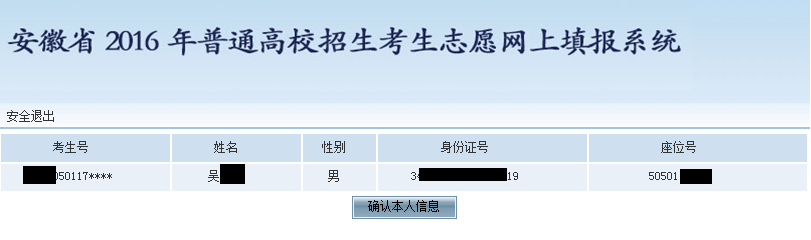 安徽省 2016 年普通高校招生考生志愿网上填报系统
安全退出
考生号 姓名 性别 身份证号 座位号
050117**** 吴 男 34 19 50501
确认本人信息